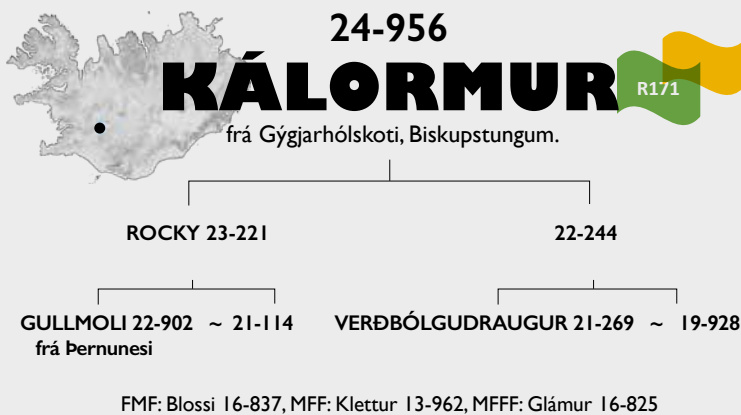 24-956
KÁLORMUR
R171
frá Gýgjarhólskoti, Biskupstungum.
ROCKY 23-221 22-244
GULLMOLI 22-902 ~ 21-114 VERÐBÓLGUDRAUGUR 21-269 ~ 19-928
frá Þernunesi
FMF: Blossi 16-837, MFF: Klettur 13-962, MFFF: Glámur 16-825